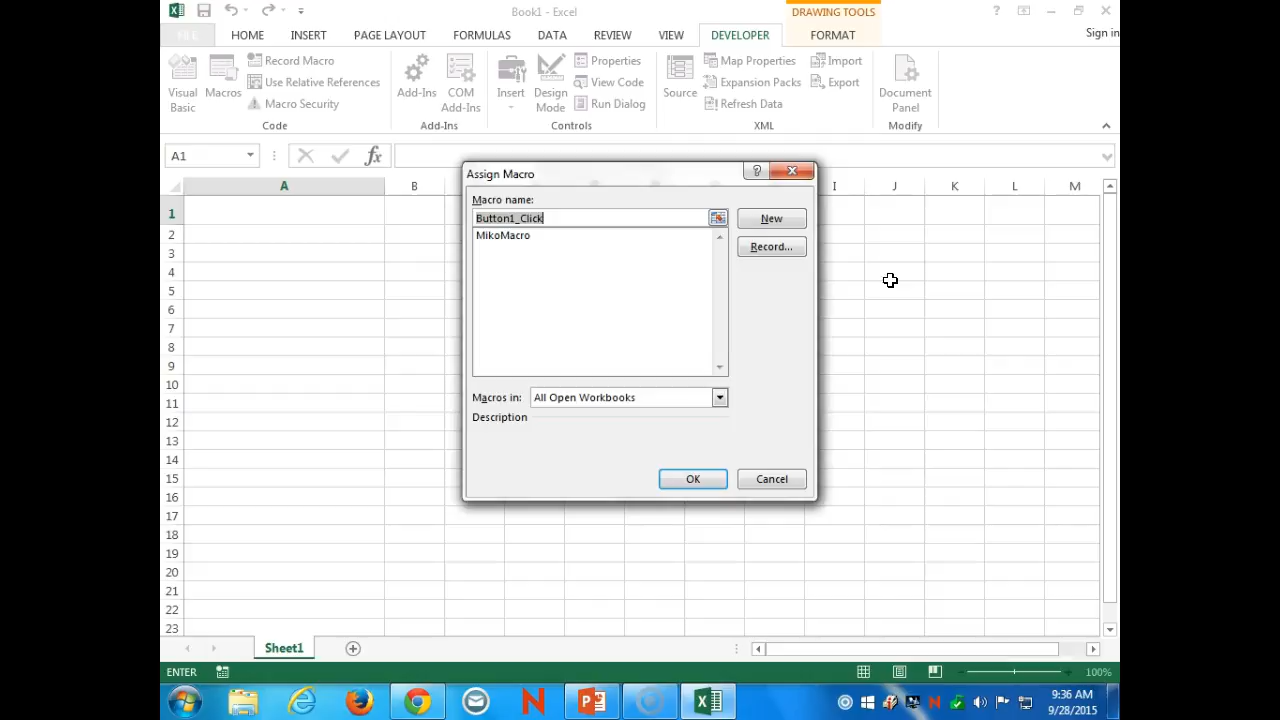 Book1 - Excel
DRAWING TOOLS
FILE
HOME
INSERT
PAGE LAYOUT
FORMULAS
DATA
REVIEW
VIEW
DEVELOPER
FORMAT
Sign in
Visual Basic
Macros
Record Macro
Use Relative References
Macro Security
Code
Add-Ins
COM Add-Ins
Add-Ins
Insert
Design Mode
Properties
View Code
Run Dialog
Controls
Source
Map Properties
Expansion Packs
Refresh Data
Import
Export
XML
Document Panel
Modify
A1
fx
A B I J K L M
1
2
3
4
5
6
7
8
9
10
11
12
13
14
15
16
17
18
19
20
21
22
23
Assign Macro
Macro name:
Button1_Click
MikoMacro
New
Record...
Macros in: All Open Workbooks
Description
OK
Cancel
Sheet1
ENTER
100%
9:36 AM
9/28/2015